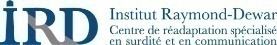 IRD Institut Raymond-Dewar
Centre de réadaptation spécialisé
en surdité et en communication